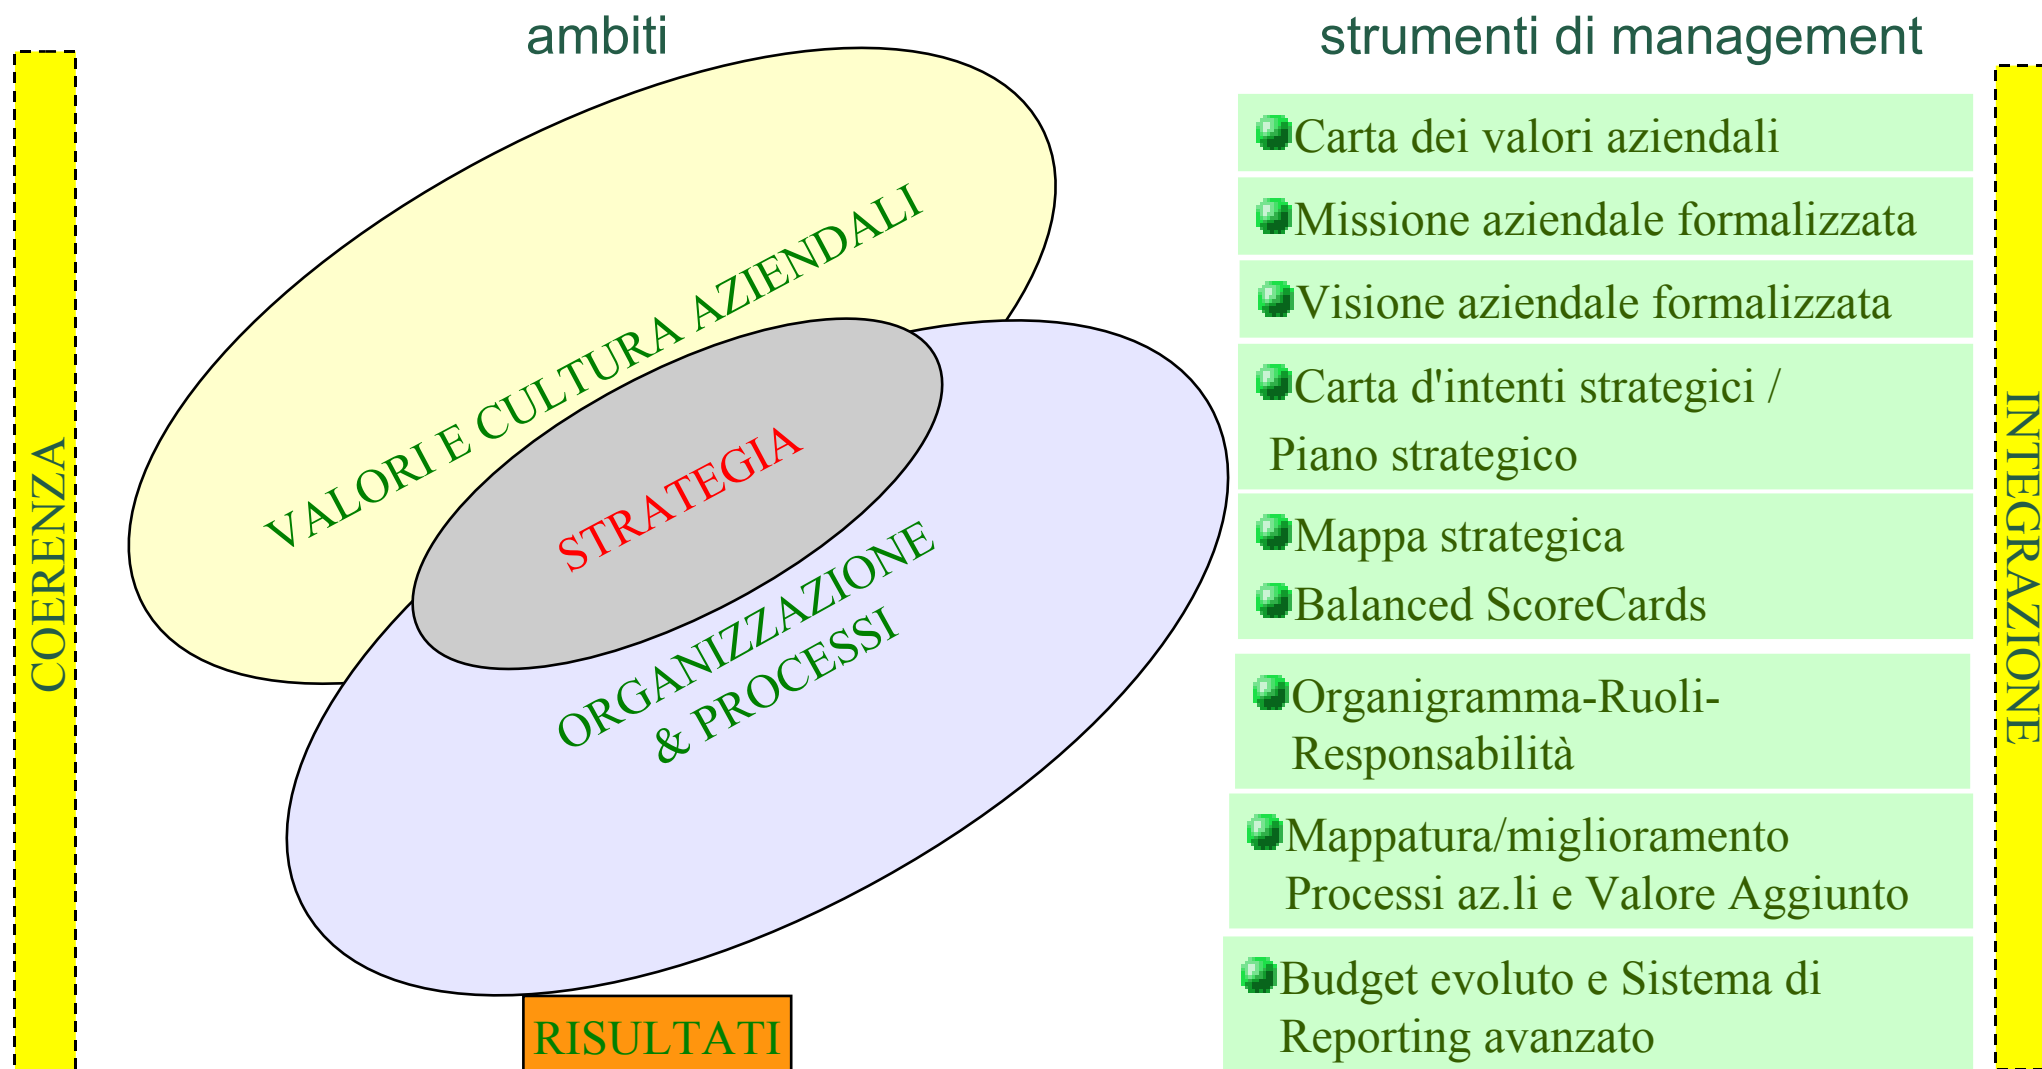 ambiti
strumenti di management
COERENZA
VALORI E CULTURA AZIENDALI
STRATEGIA
ORGANIZZAZIONE
& PROCESSI
RISULTATI
Carta dei valori aziendali
Missione aziendale formalizzata
Visione aziendale formalizzata
Carta d'intenti strategici /
Piano strategico
Mappa strategica
Balanced ScoreCards
Organigramma-Ruoli-
Responsabilità
Mappatura/miglioramento
Processi az.li e Valore Aggiunto
Budget evoluto e Sistema di
Reporting avanzato
INTEGRAZIONE